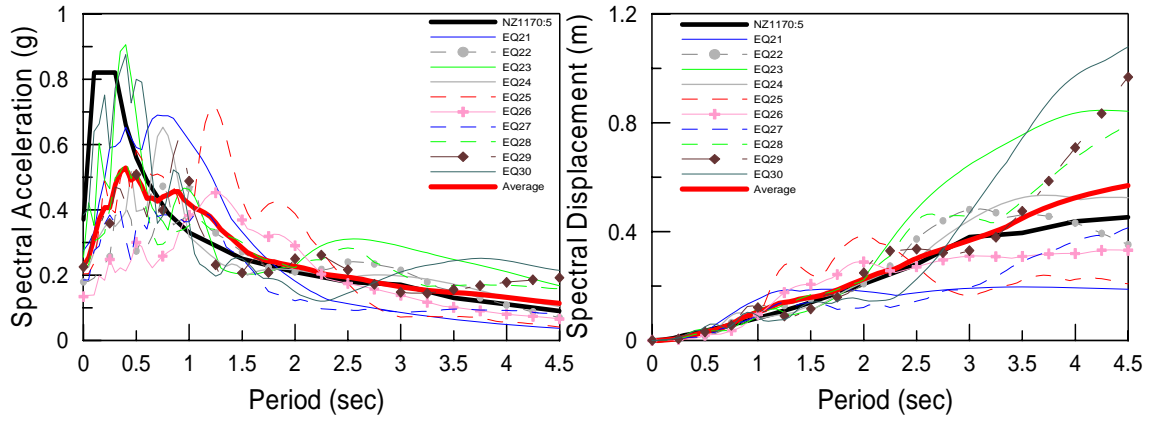 Spectral Acceleration (g)
1
0.8
0.6
0.4
0.2
0
0 0.5 1 1.5 2 2.5 3 3.5 4 4.5
Period (sec)
NZ1170:5
EQ21
EQ22
EQ23
EQ24
EQ25
EQ26
EQ27
EQ28
EQ29
EQ30
Average
Spectral Displacement (m)
1.2
0.8
0.4
0
0 0.5 1 1.5 2 2.5 3 3.5 4 4.5
Period (sec)
NZ1170:5
EQ21
EQ22
EQ23
EQ24
EQ25
EQ26
EQ27
EQ28
EQ29
EQ30
Average